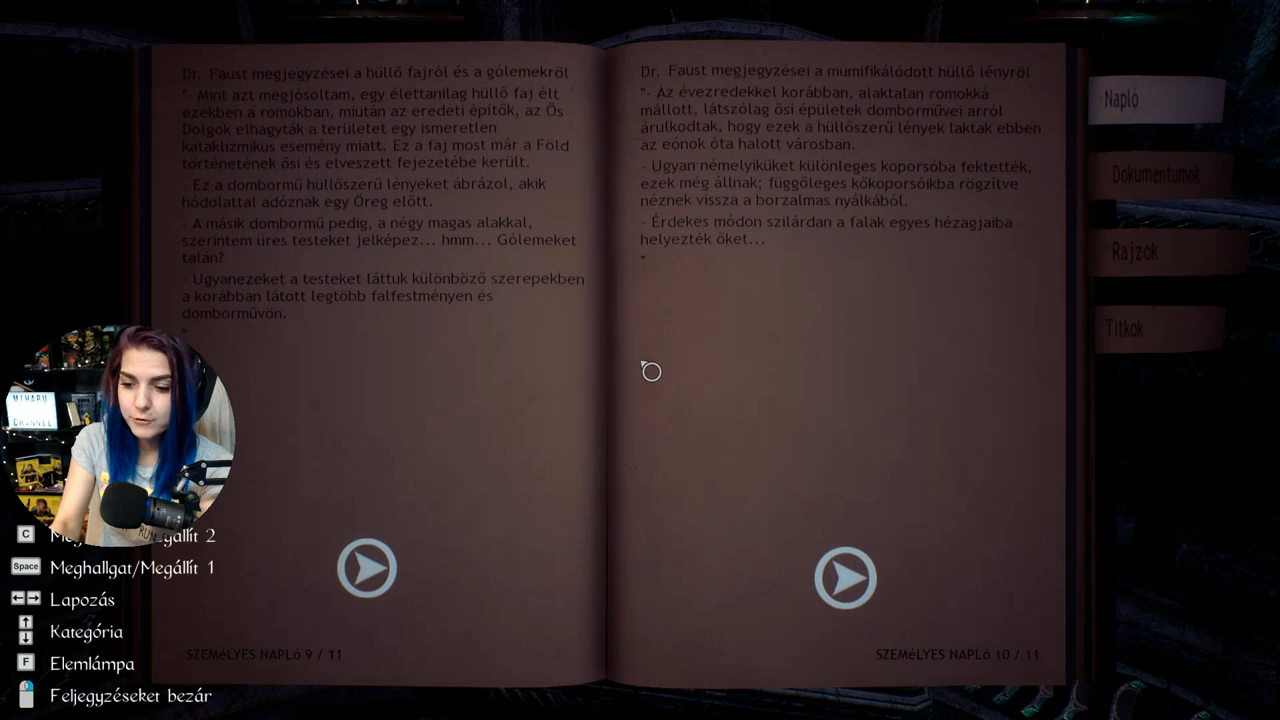 Dr. Faust megjegyzései a hüllő fajról és a gólemekről
"- Mint azt megjósoltam, egy élettanilag hüllő faj élt
ezekben a romokban, miután az eredeti építők, az Ős
Dolgok elhagyták a területet egy ismeretlen
kataklizmikus esemény miatt. Ez a faj most már a Föld
történetének ősi és elveszett fejezetébe került.
- Ez a dombormű hüllőszerű lényeket ábrázol, akik
hódolattal adóznak egy Öreg előtt.
- A másik dombormű pedig, a négy magas alakkal,
szerintem üres testeket jelképez... hmm... Gólemeket
talán?
- Ugyanezeket a testeket láttuk különböző szerepekben
a korábban látott legtöbb falfestményen és
domborművön.
"
SZEMéLYES NAPLó 9 / 11
Dr. Faust megjegyzései a mumifikálódott hüllő lényről
"- Az évezredekkel korábban, alaktalan romokká
mállott, látszólag ősi épületek domborművei arról
árulkodtak, hogy ezek a hüllőszerű lények laktak ebben
az eónok óta halott városban.
- Ugyan némelyiküket különleges koporsóba fektették,
ezek még állnak; függőleges kőkoporsóikba rögzítve
néznek vissza a borzalmas nyálkából.
- Érdekes módon szilárdan a falak egyes hézagjaiba
helyezték őket...
"
SZEMéLYES NAPLó 10 / 11
Napló
Dokumentumok
Rajzok
Titkok
MIHARU
CHANNEL
RUN
C
2
Space Meghallgat/Megállít 1
Lapozás
Kategória
F Elemlámpa
Feljegyzéseket bezár